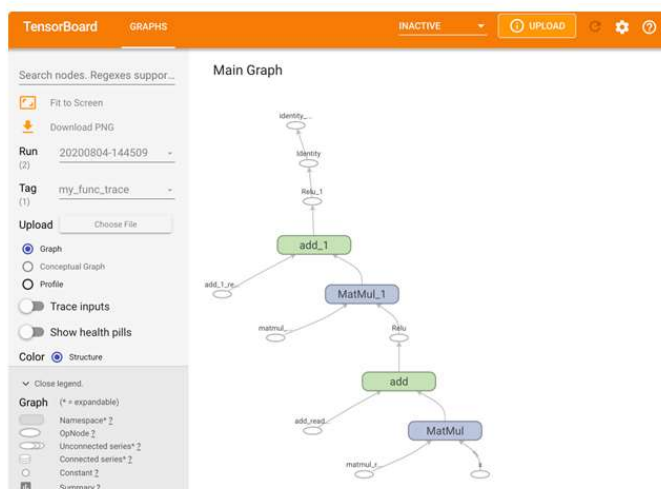 TensorBoard GRAPHS INACTIVE UPLOAD
Search nodes. Regexes suppor...
Fit to Screen
Download PNG
Run (2) 20200804-144509
Tag (1) my_func_trace
Upload Choose File
Graph
Conceptual Graph
Profile
Trace inputs
Show health pills
Color Structure
Close legend.
Graph (* = expandable)
Namespace* ?
OpNode ?
Unconnected series* ?
Connected series* ?
Constant ?
Summary ?
Main Graph
identity_...
Identity
Relu_1
add_1
add_1_re...
MatMul_1
matmul_...
Relu
add
add_read...
MatMul
matmul_r...
a